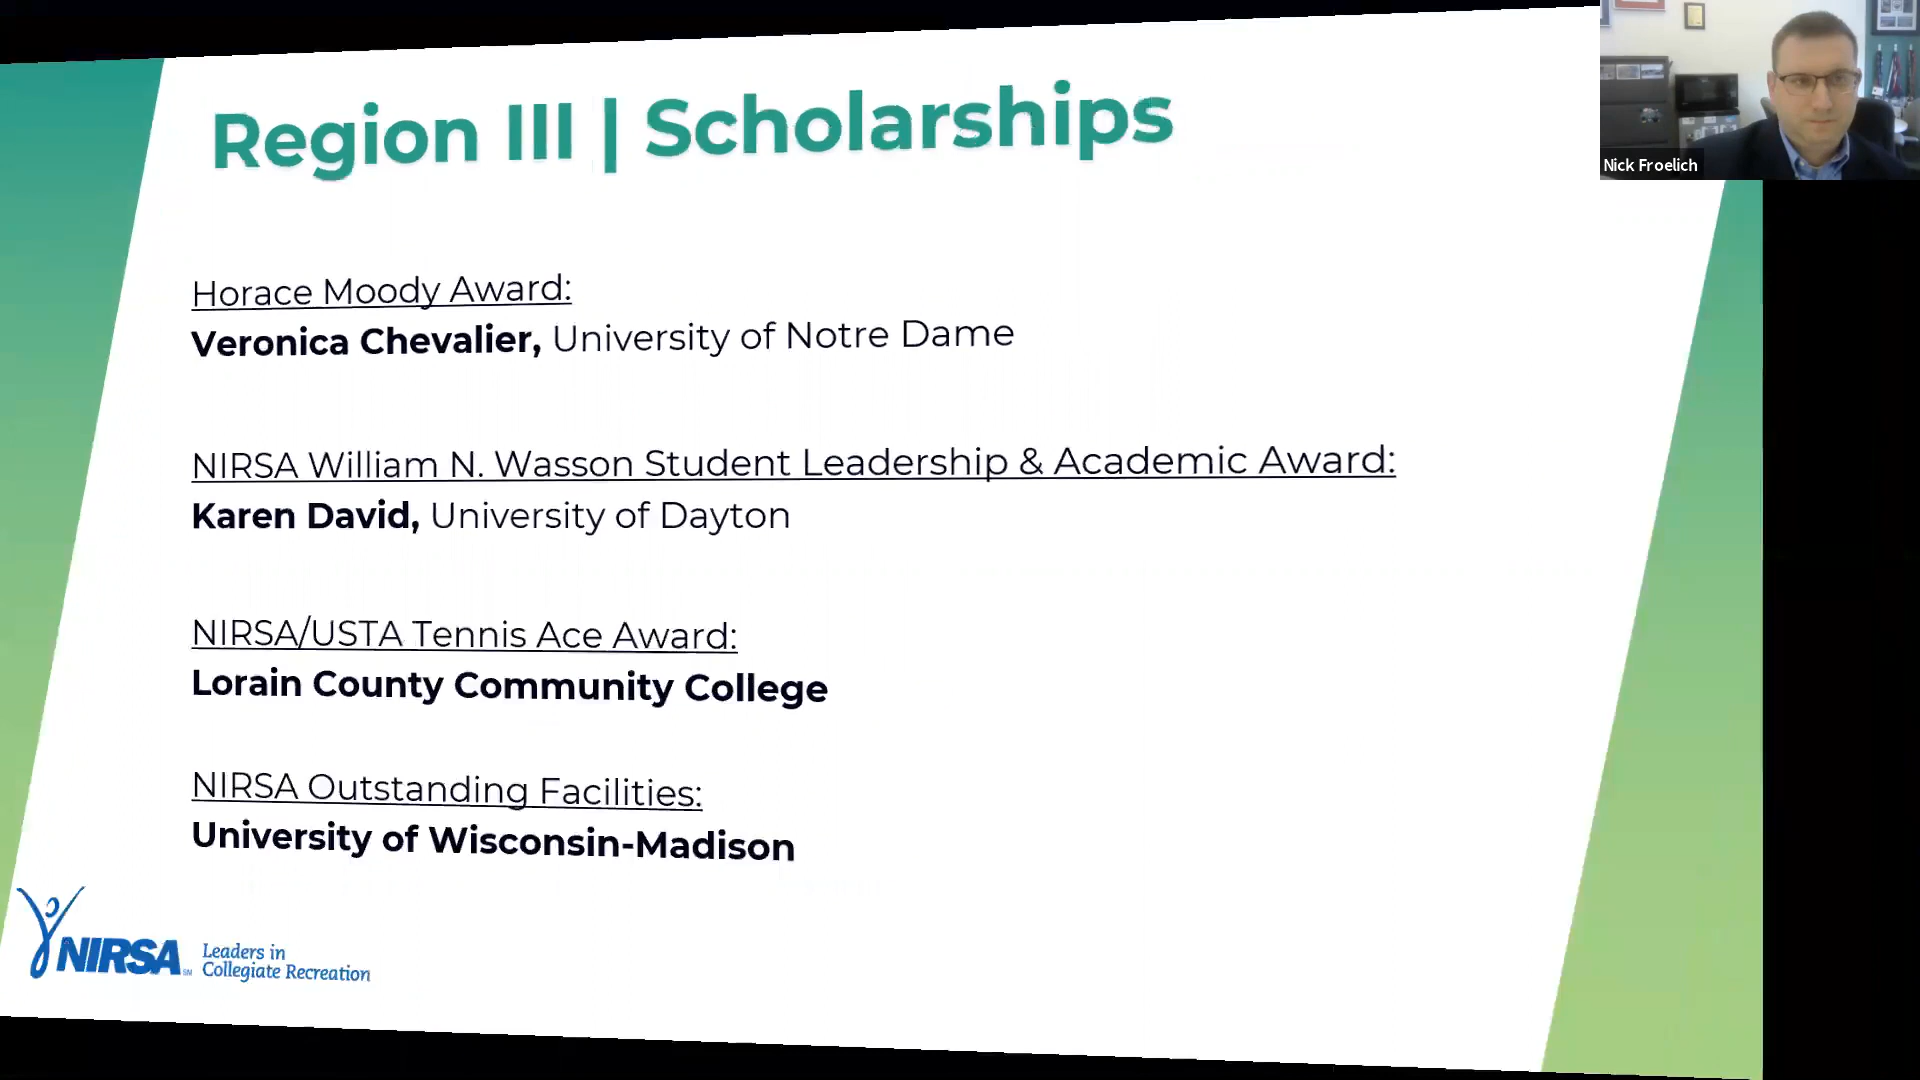 Region III | Scholarships
Nick Froelich
Horace Moody Award:
Veronica Chevalier, University of Notre Dame
NIRSA William N. Wasson Student Leadership & Academic Award:
Karen David, University of Dayton
NIRSA/USTA Tennis Ace Award:
Lorain County Community College
NIRSA Outstanding Facilities:
University of Wisconsin-Madison
NIRSA SM
Leaders in
Collegiate Recreation